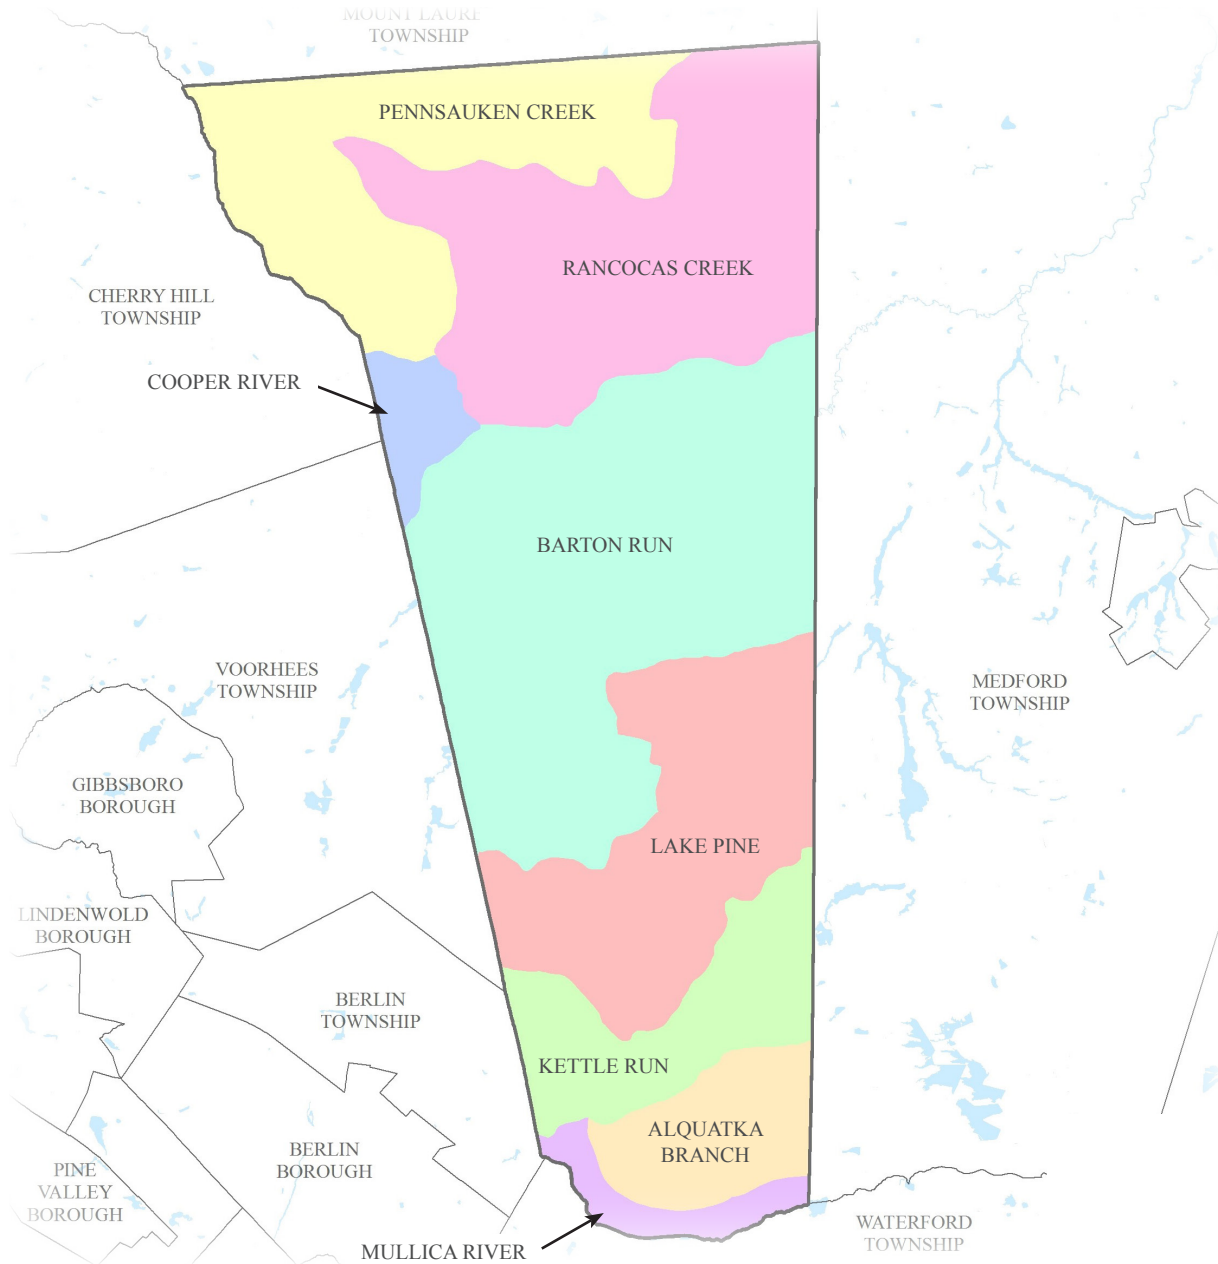 MOUNT LAURE
TOWNSHIP
PENNSAUKEN CREEK
RANCOCAS CREEK
CHERRY HILL
TOWNSHIP
COOPER RIVER
BARTON RUN
VOORHEES
TOWNSHIP
MEDFORD
TOWNSHIP
GIBBSBORO
BOROUGH
LAKE PINE
LINDENWOLD
BOROUGH
BERLIN
TOWNSHIP
KETTLE RUN
ALQUATKA
BRANCH
BERLIN
BOROUGH
PINE
VALLEY
BOROUGH
WATERFORD
TOWNSHIP
MULLICA RIVER